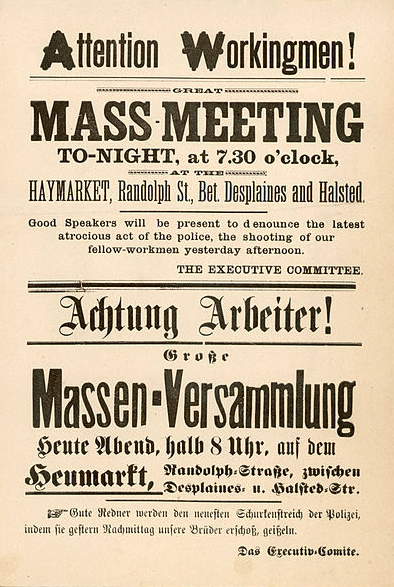 Attention Workingmen!
GREAT
MASS-MEETING
TO-NIGHT, at 7.30 o'clock,
AT THE
HAYMARKET, Randolph St., Bet. Desplaines and Halsted.
Good Speakers will be present to denounce the latest
atrocious act of the police, the shooting of our
fellow-workmen yesterday afternoon.
THE EXECUTIVE COMMITTEE.
Achtung Arbeiter!
Große
Massen-Versammlung
Heute Abend, halb 8 Uhr, auf dem
Heumarkt, Randolph-Straße, zwischen
Desplaines- u. Halsted-Str.
☞ Gute Redner werden den neuesten Schurkenstreich der Polizei,
indem sie gestern Nachmittag unsere Brüder erschoß, geißeln.
Das Executiv-Comite.